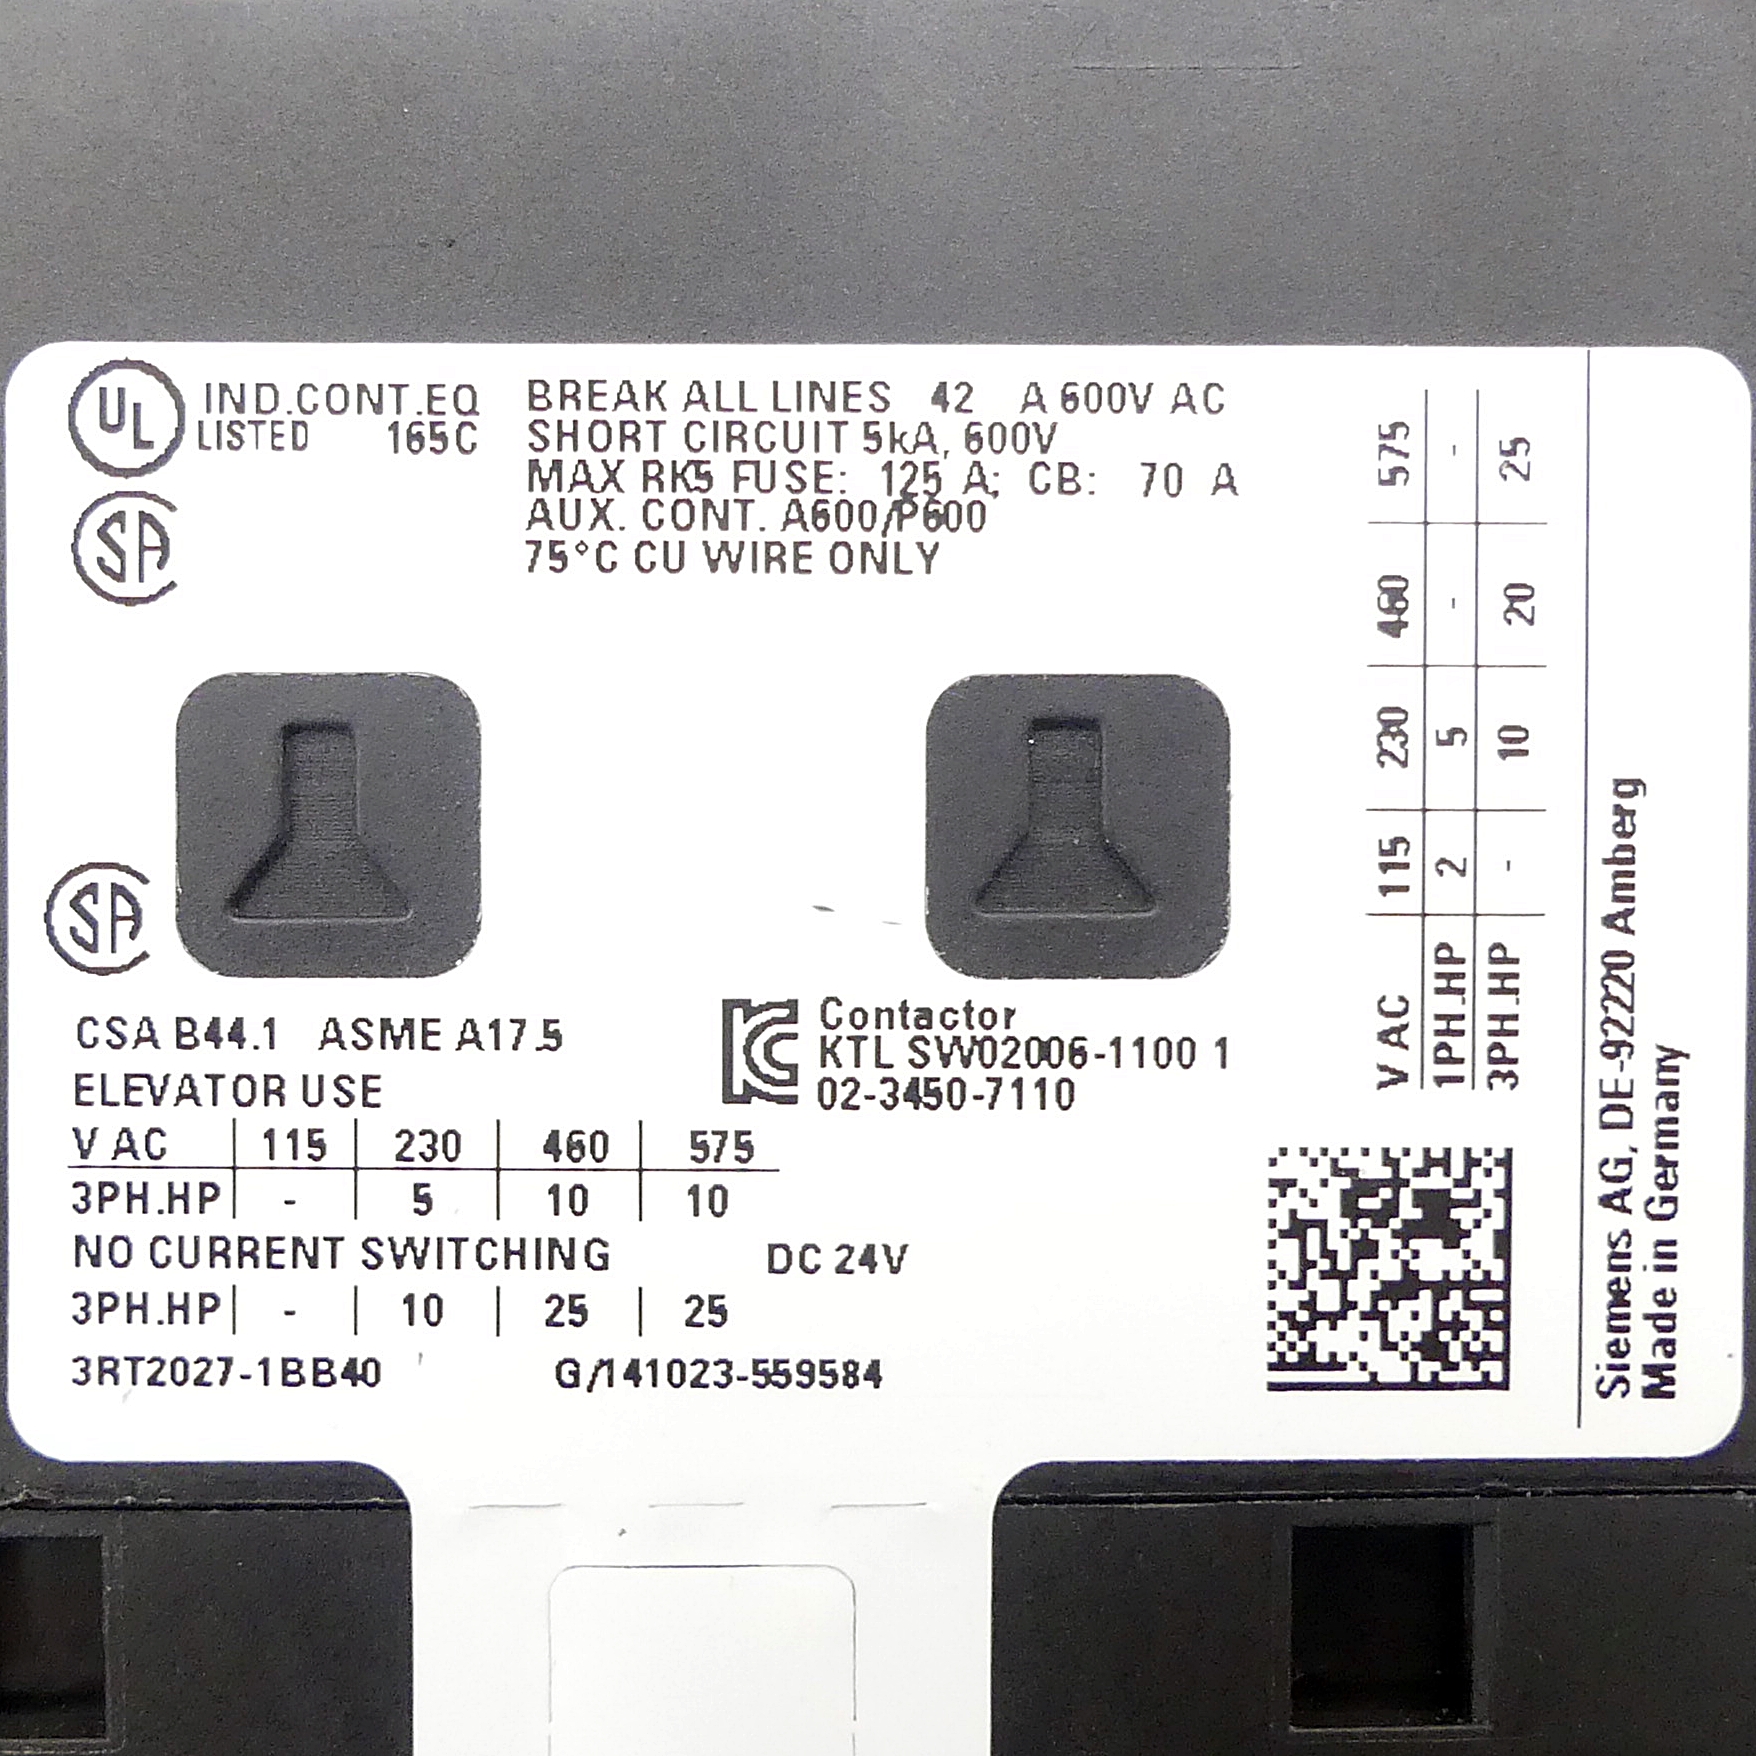 UL IND.CONT.EQ
LISTED 165C
SA
BREAK ALL LINES 42 A 600V AC
SHORT CIRCUIT 5kA, 600V
MAX RK5 FUSE: 125 A; CB: 70 A
AUX. CONT. A600/P600
75°C CU WIRE ONLY
SA
CSA B44.1 ASME A17.5
ELEVATOR USE
V AC | 115 | 230 | 460 | 575
3PH.HP | - | 5 | 10 | 10
NO CURRENT SWITCHING DC 24V
3PH.HP | - | 10 | 25 | 25
3RT2027-1BB40 G/141023-559584
KC Contactor
KTL SW02006-1100 1
02-3450-7110
V AC 115 230 460 575
1PH.HP 2 5 - -
3PH.HP - 10 20 25
Siemens AG, DE-92220 Amberg
Made in Germany